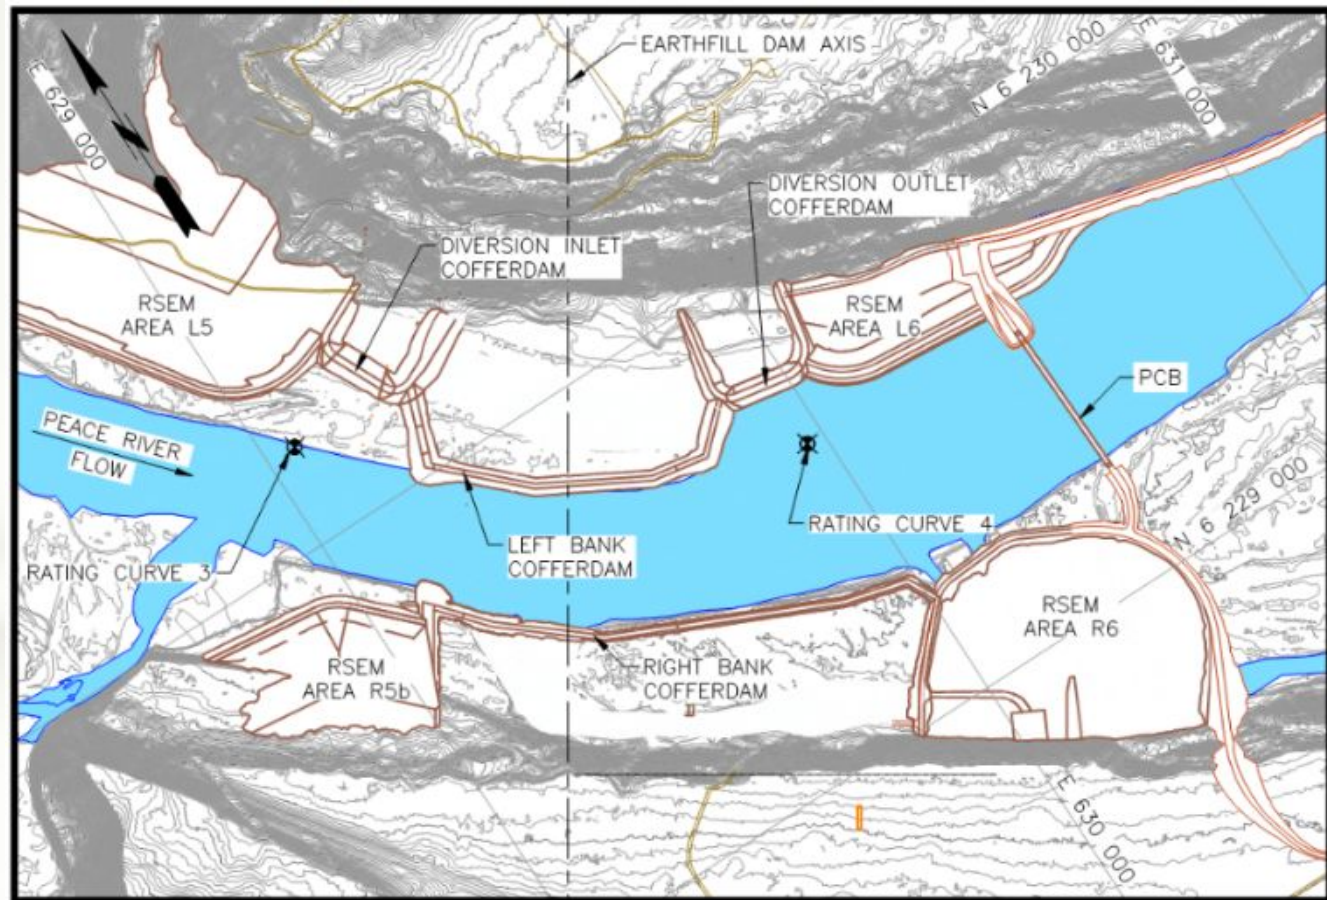 EARTHFILL DAM AXIS
N 6 230 000
E 631 000
E 629 000
N
DIVERSION OUTLET
COFFERDAM
DIVERSION INLET
COFFERDAM
RSEM
AREA L5
RSEM
AREA L6
PCB
PEACE RIVER
FLOW
RATING CURVE 4
N 6 229 000
LEFT BANK
COFFERDAM
RATING CURVE 3
RSEM
AREA R6
RSEM
AREA R5b
RIGHT BANK
COFFERDAM
E 630 000